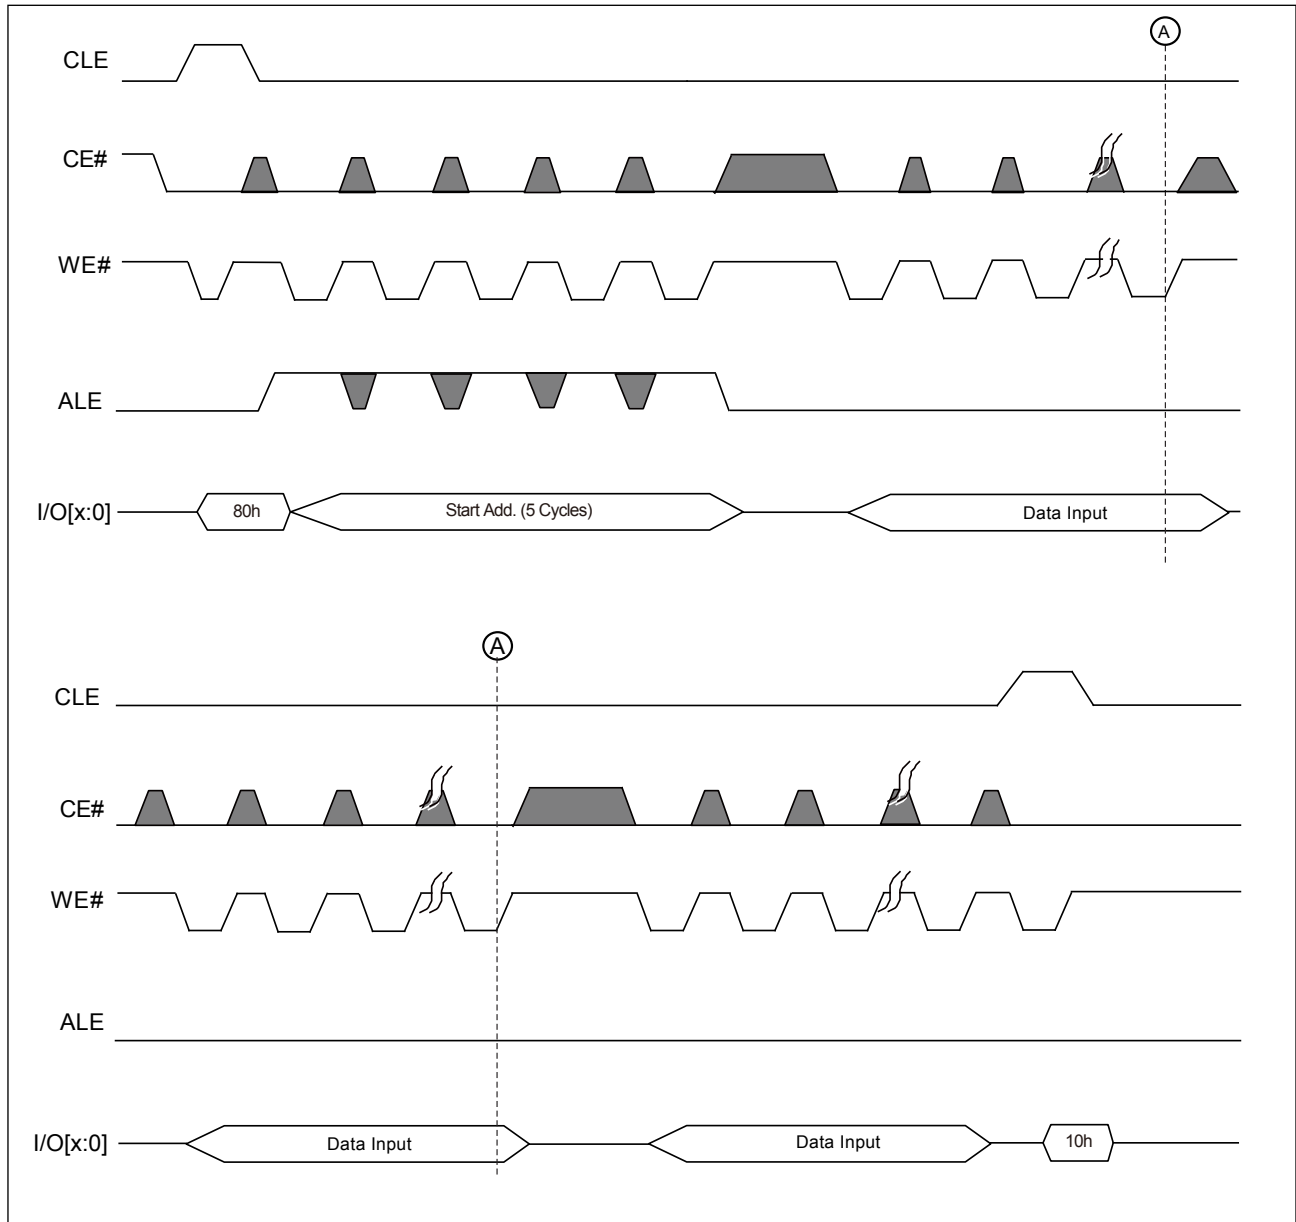 A
CLE
CE#
WE#
ALE
I/O[x:0] 80h Start Add. (5 Cycles) Data Input
A
CLE
CE#
WE#
ALE
I/O[x:0] Data Input Data Input 10h